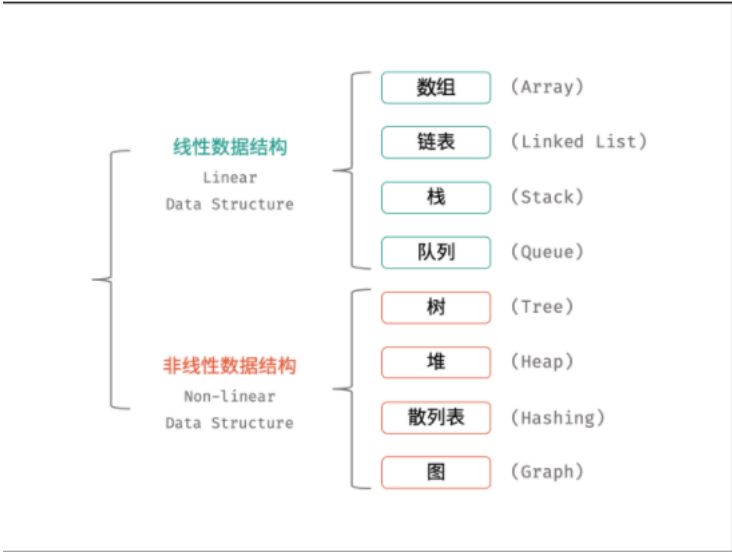 线性数据结构
Linear
Data Structure
数组 (Array)
链表 (Linked List)
栈 (Stack)
队列 (Queue)
非线性数据结构
Non-linear
Data Structure
树 (Tree)
堆 (Heap)
散列表 (Hashing)
图 (Graph)